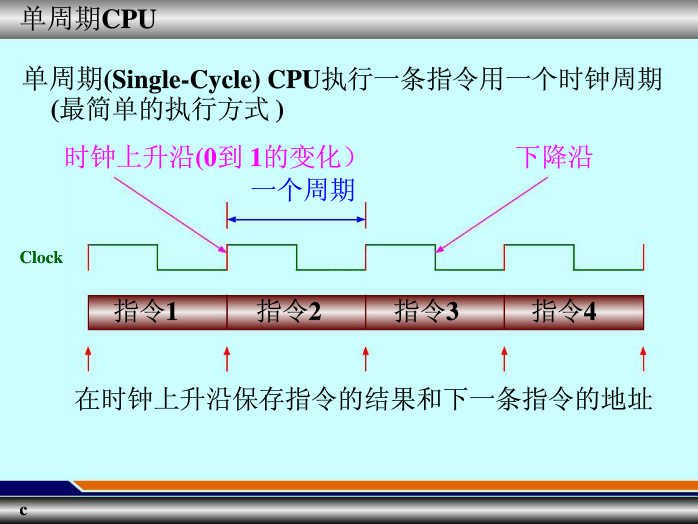 单周期CPU
单周期(Single-Cycle) CPU执行一条指令用一个时钟周期
(最简单的执行方式 )
时钟上升沿(0到 1的变化） 下降沿
一个周期
Clock
指令1 指令2 指令3 指令4
在时钟上升沿保存指令的结果和下一条指令的地址
c